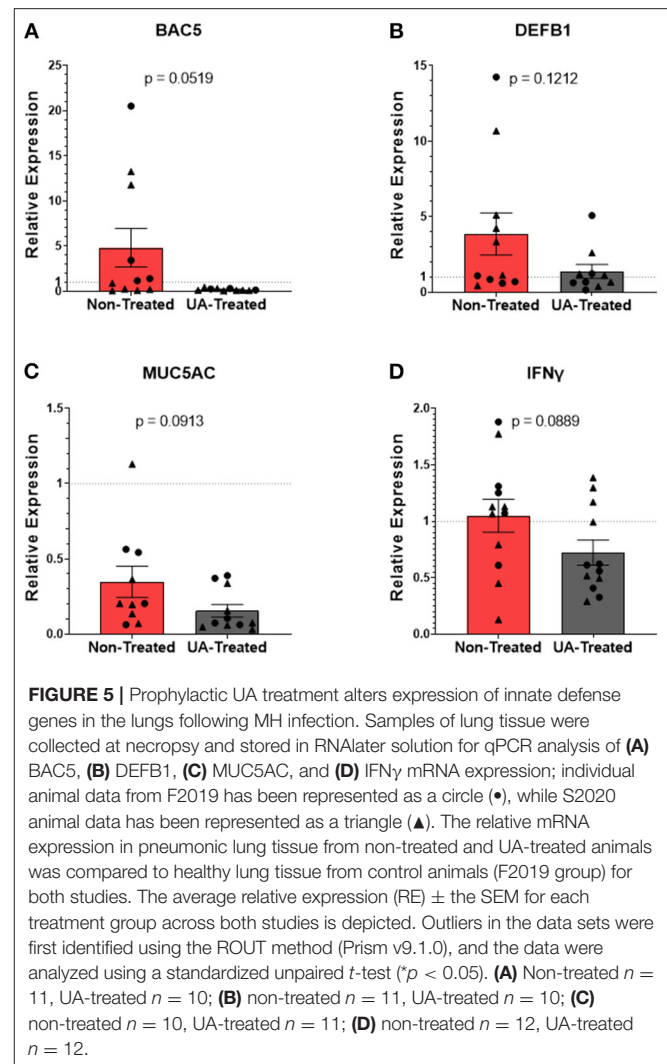 A
BAC5
p = 0.0519
Relative Expression
25
20
15
10
5
1
0
Non-Treated UA-Treated
B
DEFB1
p = 0.1212
Relative Expression
15
10
5
1
0
Non-Treated UA-Treated
C
MUC5AC
p = 0.0913
Relative Expression
1.5
1
0.5
0.0
Non-Treated UA-Treated
D
IFNγ
p = 0.0889
Relative Expression
2.0
1.5
1
0.5
0.0
Non-Treated UA-Treated
FIGURE 5 | Prophylactic UA treatment alters expression of innate defense
genes in the lungs following MH infection. Samples of lung tissue were
collected at necropsy and stored in RNAlater solution for qPCR analysis of (A)
BAC5, (B) DEFB1, (C) MUC5AC, and (D) IFNγ mRNA expression; individual
animal data from F2019 has been represented as a circle (●), while S2020
animal data has been represented as a triangle (▲). The relative mRNA
expression in pneumonic lung tissue from non-treated and UA-treated animals
was compared to healthy lung tissue from control animals (F2019 group) for
both studies. The average relative expression (RE) ± the SEM for each
treatment group across both studies is depicted. Outliers in the data sets were
first identified using the ROUT method (Prism v9.1.0), and the data were
analyzed using a standardized unpaired t-test (*p < 0.05). (A) Non-treated n =
11, UA-treated n = 10; (B) non-treated n = 11, UA-treated n = 10; (C)
non-treated n = 10, UA-treated n = 11; (D) non-treated n = 12, UA-treated
n = 12.